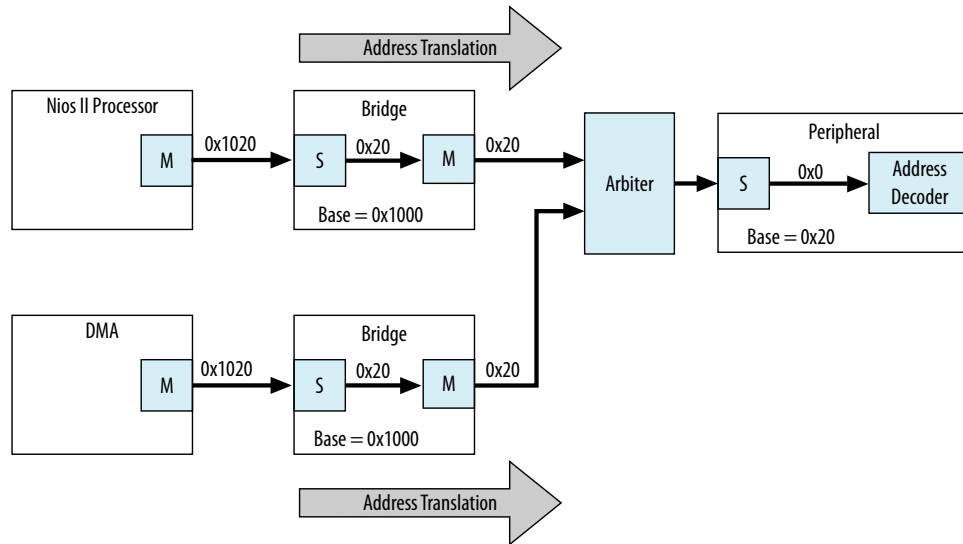 Address Translation
Nios II Processor
M
0x1020
Bridge
S
0x20
M
Base = 0x1000
0x20
Arbiter
Peripheral
S
0x0
Address
Decoder
Base = 0x20
DMA
M
0x1020
Bridge
S
0x20
M
Base = 0x1000
0x20
Address Translation